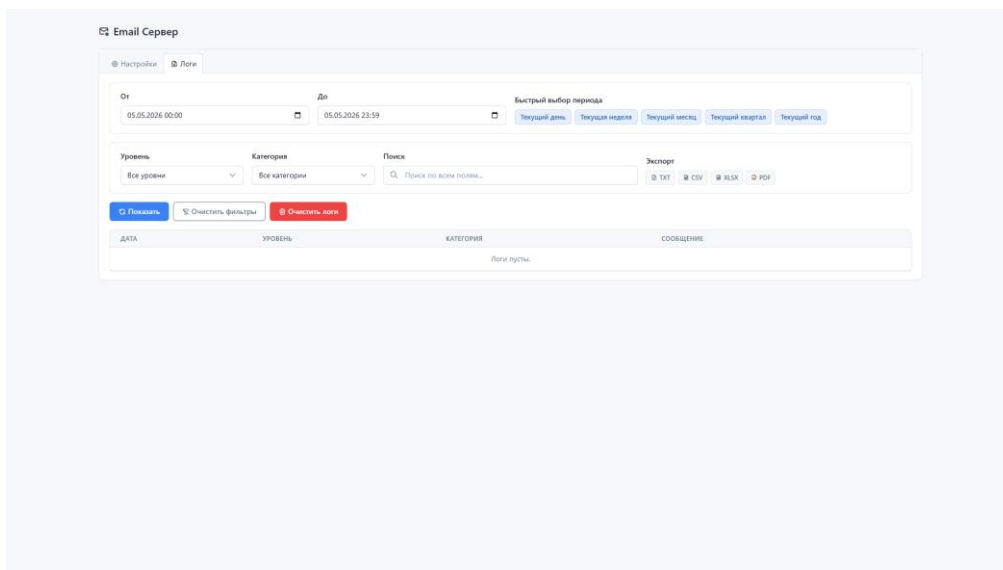 Email Сервер
Настройки Логи
От До Быстрый выбор периода
05.05.2026 00:00 05.05.2026 23:59 Текущий день Текущая неделя Текущий месяц Текущий квартал Текущий год
Уровень Категория Поиск Экспорт
Все уровни Все категории Поиск по всем полям... TXT CSV XLSX PDF
Показать Очистить фильтры Очистить логи
ДАТА УРОВЕНЬ КАТЕГОРИЯ СООБЩЕНИЕ
Логи пусты.